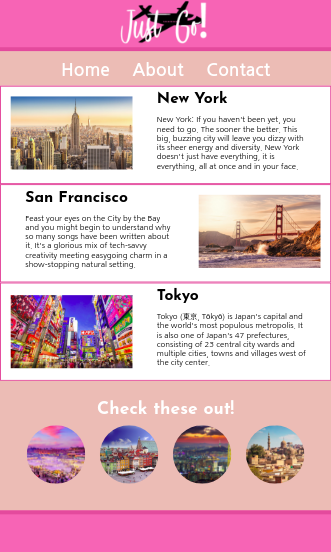 Just Go!
Home About Contact
New York
New York: If you haven't been yet, you
need to go. The sooner the better. This
big, buzzing city will leave you dizzy with
its sheer energy and diversity. New York
doesn't just have everything, it is
everything, all at once and in your face.
San Francisco
Feast your eyes on the City by the Bay
and you might begin to understand why
so many songs have been written about
it. It's a glorious mix of tech-savvy
creativity meeting easygoing charm in a
show-stopping natural setting.
Tokyo
Tokyo (東京, Tōkyō) is Japan's capital and
the world's most populous metropolis. It
is also one of Japan's 47 prefectures,
consisting of 23 central city wards and
multiple cities, towns and villages west of
the city center.
Check these out!